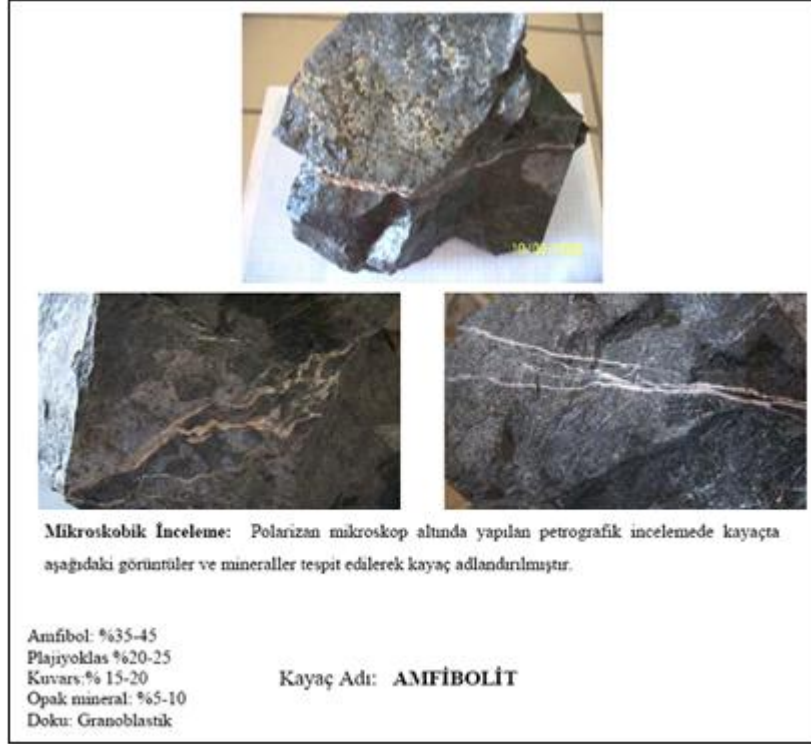 Mikroskobik İnceleme: Polarizan mikroskop altında yapılan petrografik incelemede kayaçta
aşağıdaki görüntüler ve mineraller tespit edilerek kayaç adlandırılmıştır.
Amfibol: %35-45
Plajiyoklas %20-25
Kuvars:% 15-20
Opak mineral: %5-10
Doku: Granoblastik
Kayaç Adı: AMFİBOLİT